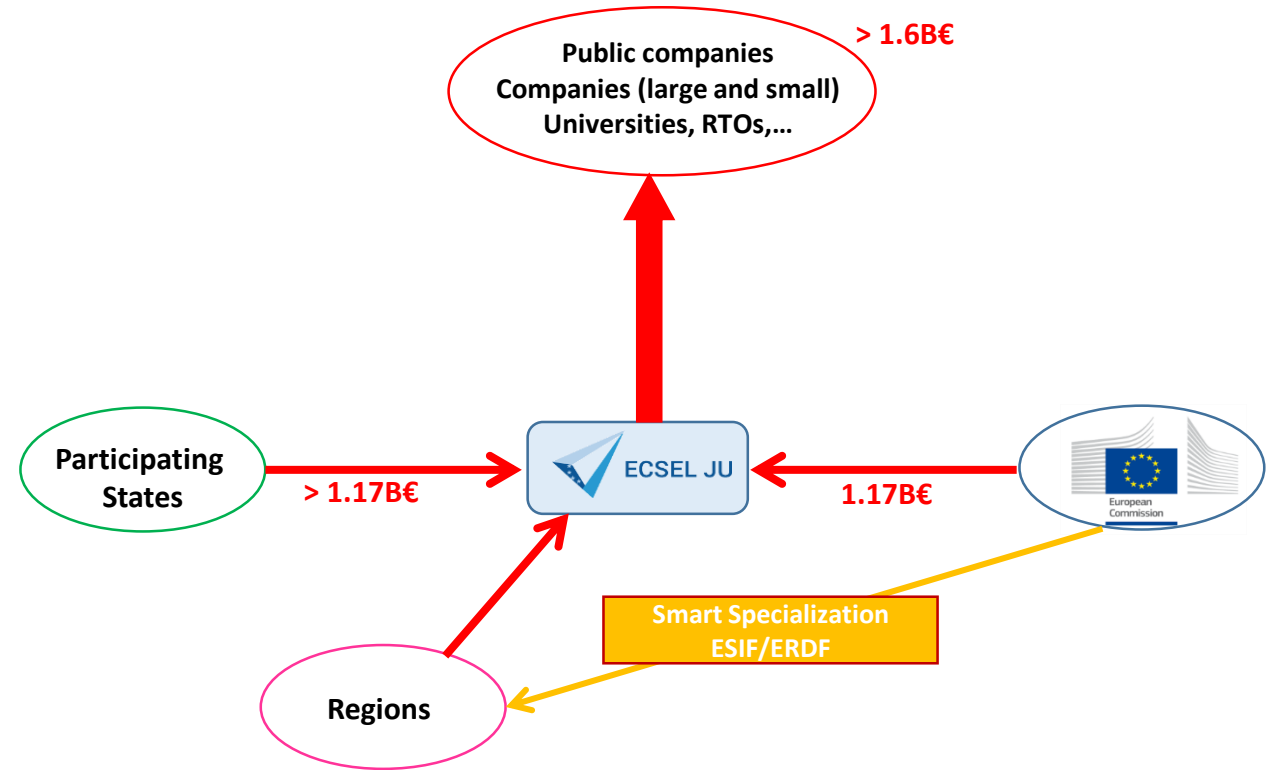 > 1.6B€
Public companies
Companies (large and small)
Universities, RTOs,…
Participating
States
> 1.17B€
ECSEL JU
1.17B€
European
Commission
Smart Specialization
ESIF/ERDF
Regions